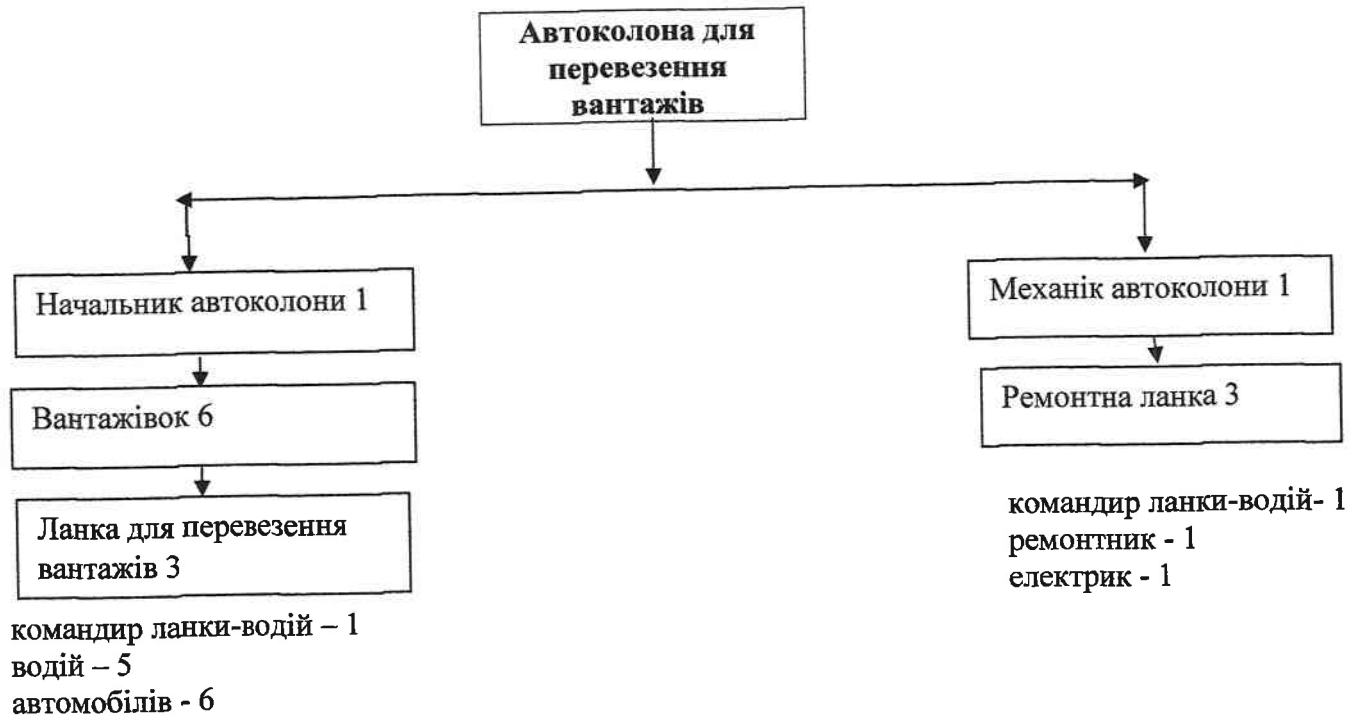 Автоколона для
перевезення
вантажів
Начальник автоколони 1
Вантажівок 6
Ланка для перевезення
вантажів 3
командир ланки-водій – 1
водій – 5
автомобілів - 6
Механік автоколони 1
Ремонтна ланка 3
командир ланки-водій- 1
ремонтник - 1
електрик - 1